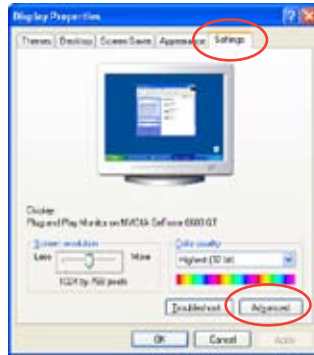 Display Properties
Themes Desktop Screen Saver Appearance Settings
Display:
Plug and Play Monitor on NVIDIA GeForce 6600 GT
Screen resolution
Less More
1024 by 768 pixels
Color quality
Highest (32 bit)
Troubleshoot... Advanced
OK Cancel Apply